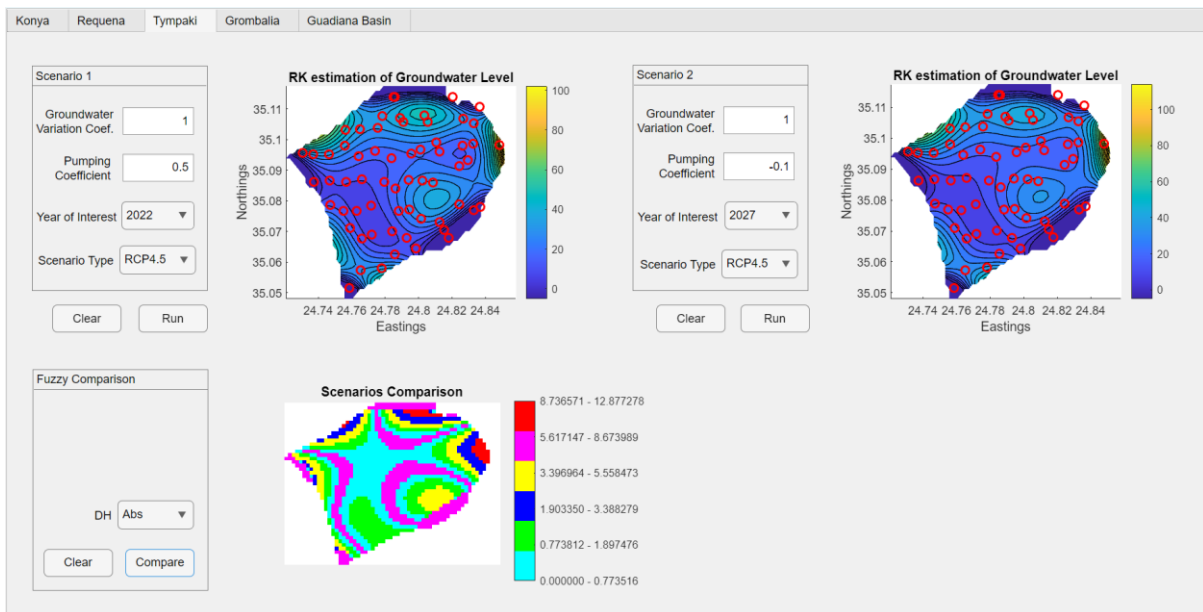 Konya Requena Tympaki Grombalia Guadiana Basin
Scenario 1
Groundwater
Variation Coef.
1
Pumping
Coefficient
0.5
Year of Interest
2022
Scenario Type
RCP4.5
Clear
Run
RK estimation of Groundwater Level
Northings
35.11
35.1
35.09
35.08
35.07
35.06
35.05
24.74 24.76 24.78 24.8 24.82 24.84
Eastings
100
80
60
40
20
0
Scenario 2
Groundwater
Variation Coef.
1
Pumping
Coefficient
-0.1
Year of Interest
2027
Scenario Type
RCP4.5
Clear
Run
RK estimation of Groundwater Level
Northings
35.11
35.1
35.09
35.08
35.07
35.06
35.05
24.74 24.76 24.78 24.8 24.82 24.84
Eastings
100
80
60
40
20
0
Fuzzy Comparison
DH
Abs
Clear
Compare
Scenarios Comparison
8.736571 - 12.877278
5.617147 - 8.673989
3.396964 - 5.558473
1.903350 - 3.388279
0.773812 - 1.897476
0.000000 - 0.773516